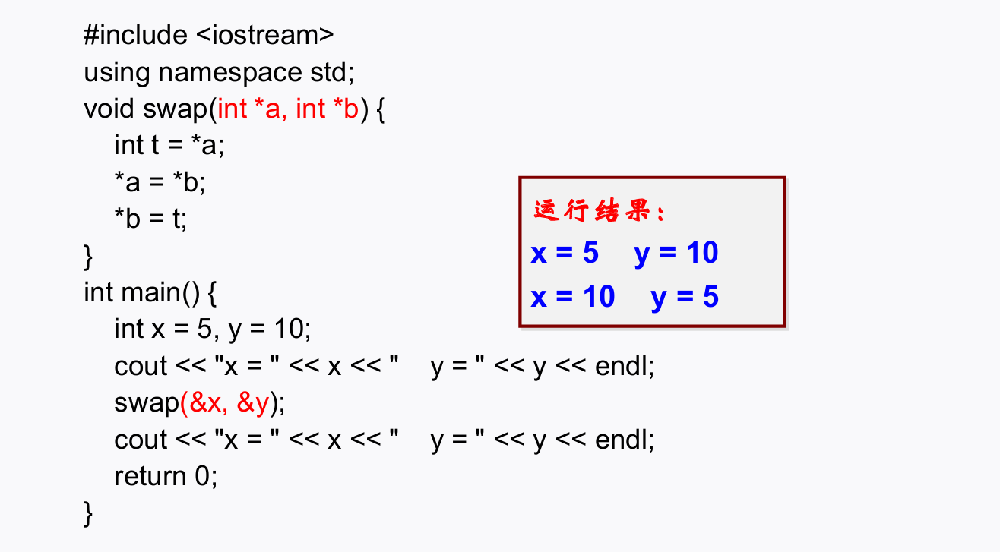 #include <iostream>
using namespace std;
void swap(int *a, int *b) {
    int t = *a;
    *a = *b;
    *b = t;
}
int main() {
    int x = 5, y = 10;
    cout << "x = " << x << "    y = " << y << endl;
    swap(&x, &y);
    cout << "x = " << x << "    y = " << y << endl;
    return 0;
}
运行结果：
x = 5    y = 10
x = 10    y = 5